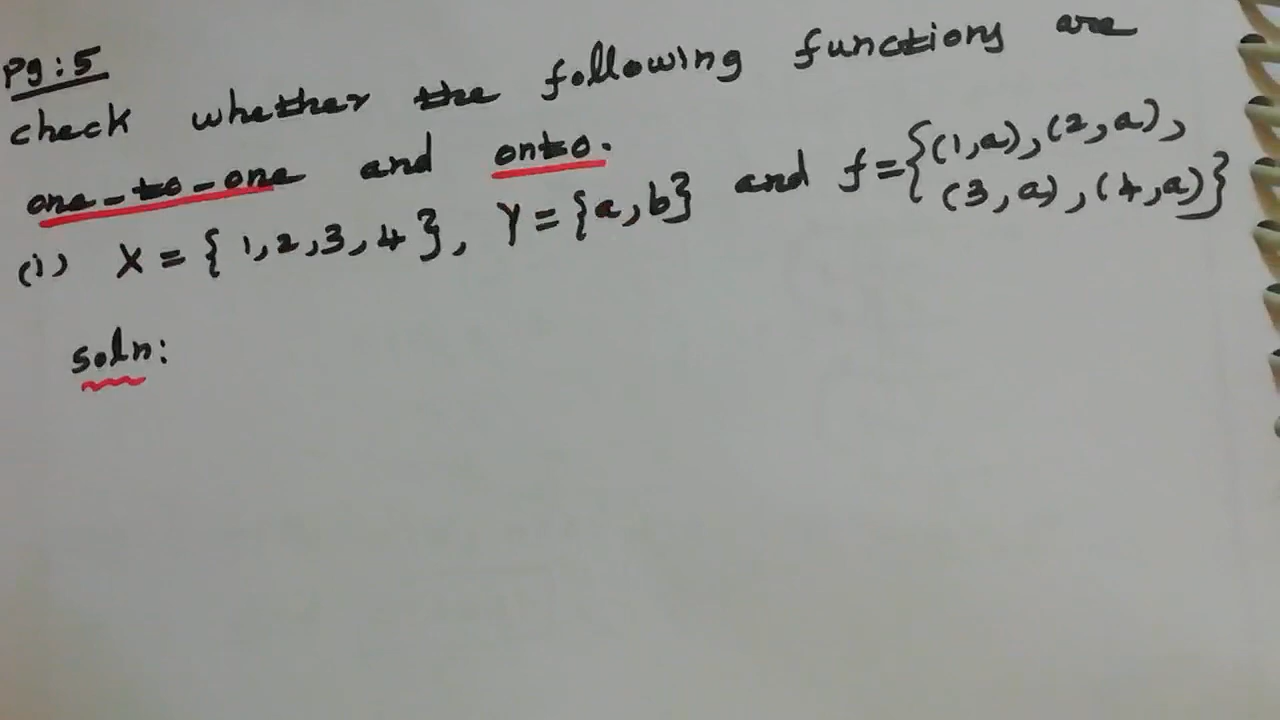 Pg:5
check whether the following functions are
one-to-one and onto.
(i) X = {1,2,3,4}, Y = {a,b} and f = {(1,a),(2,a),
(3,a),(4,a)}
soln: